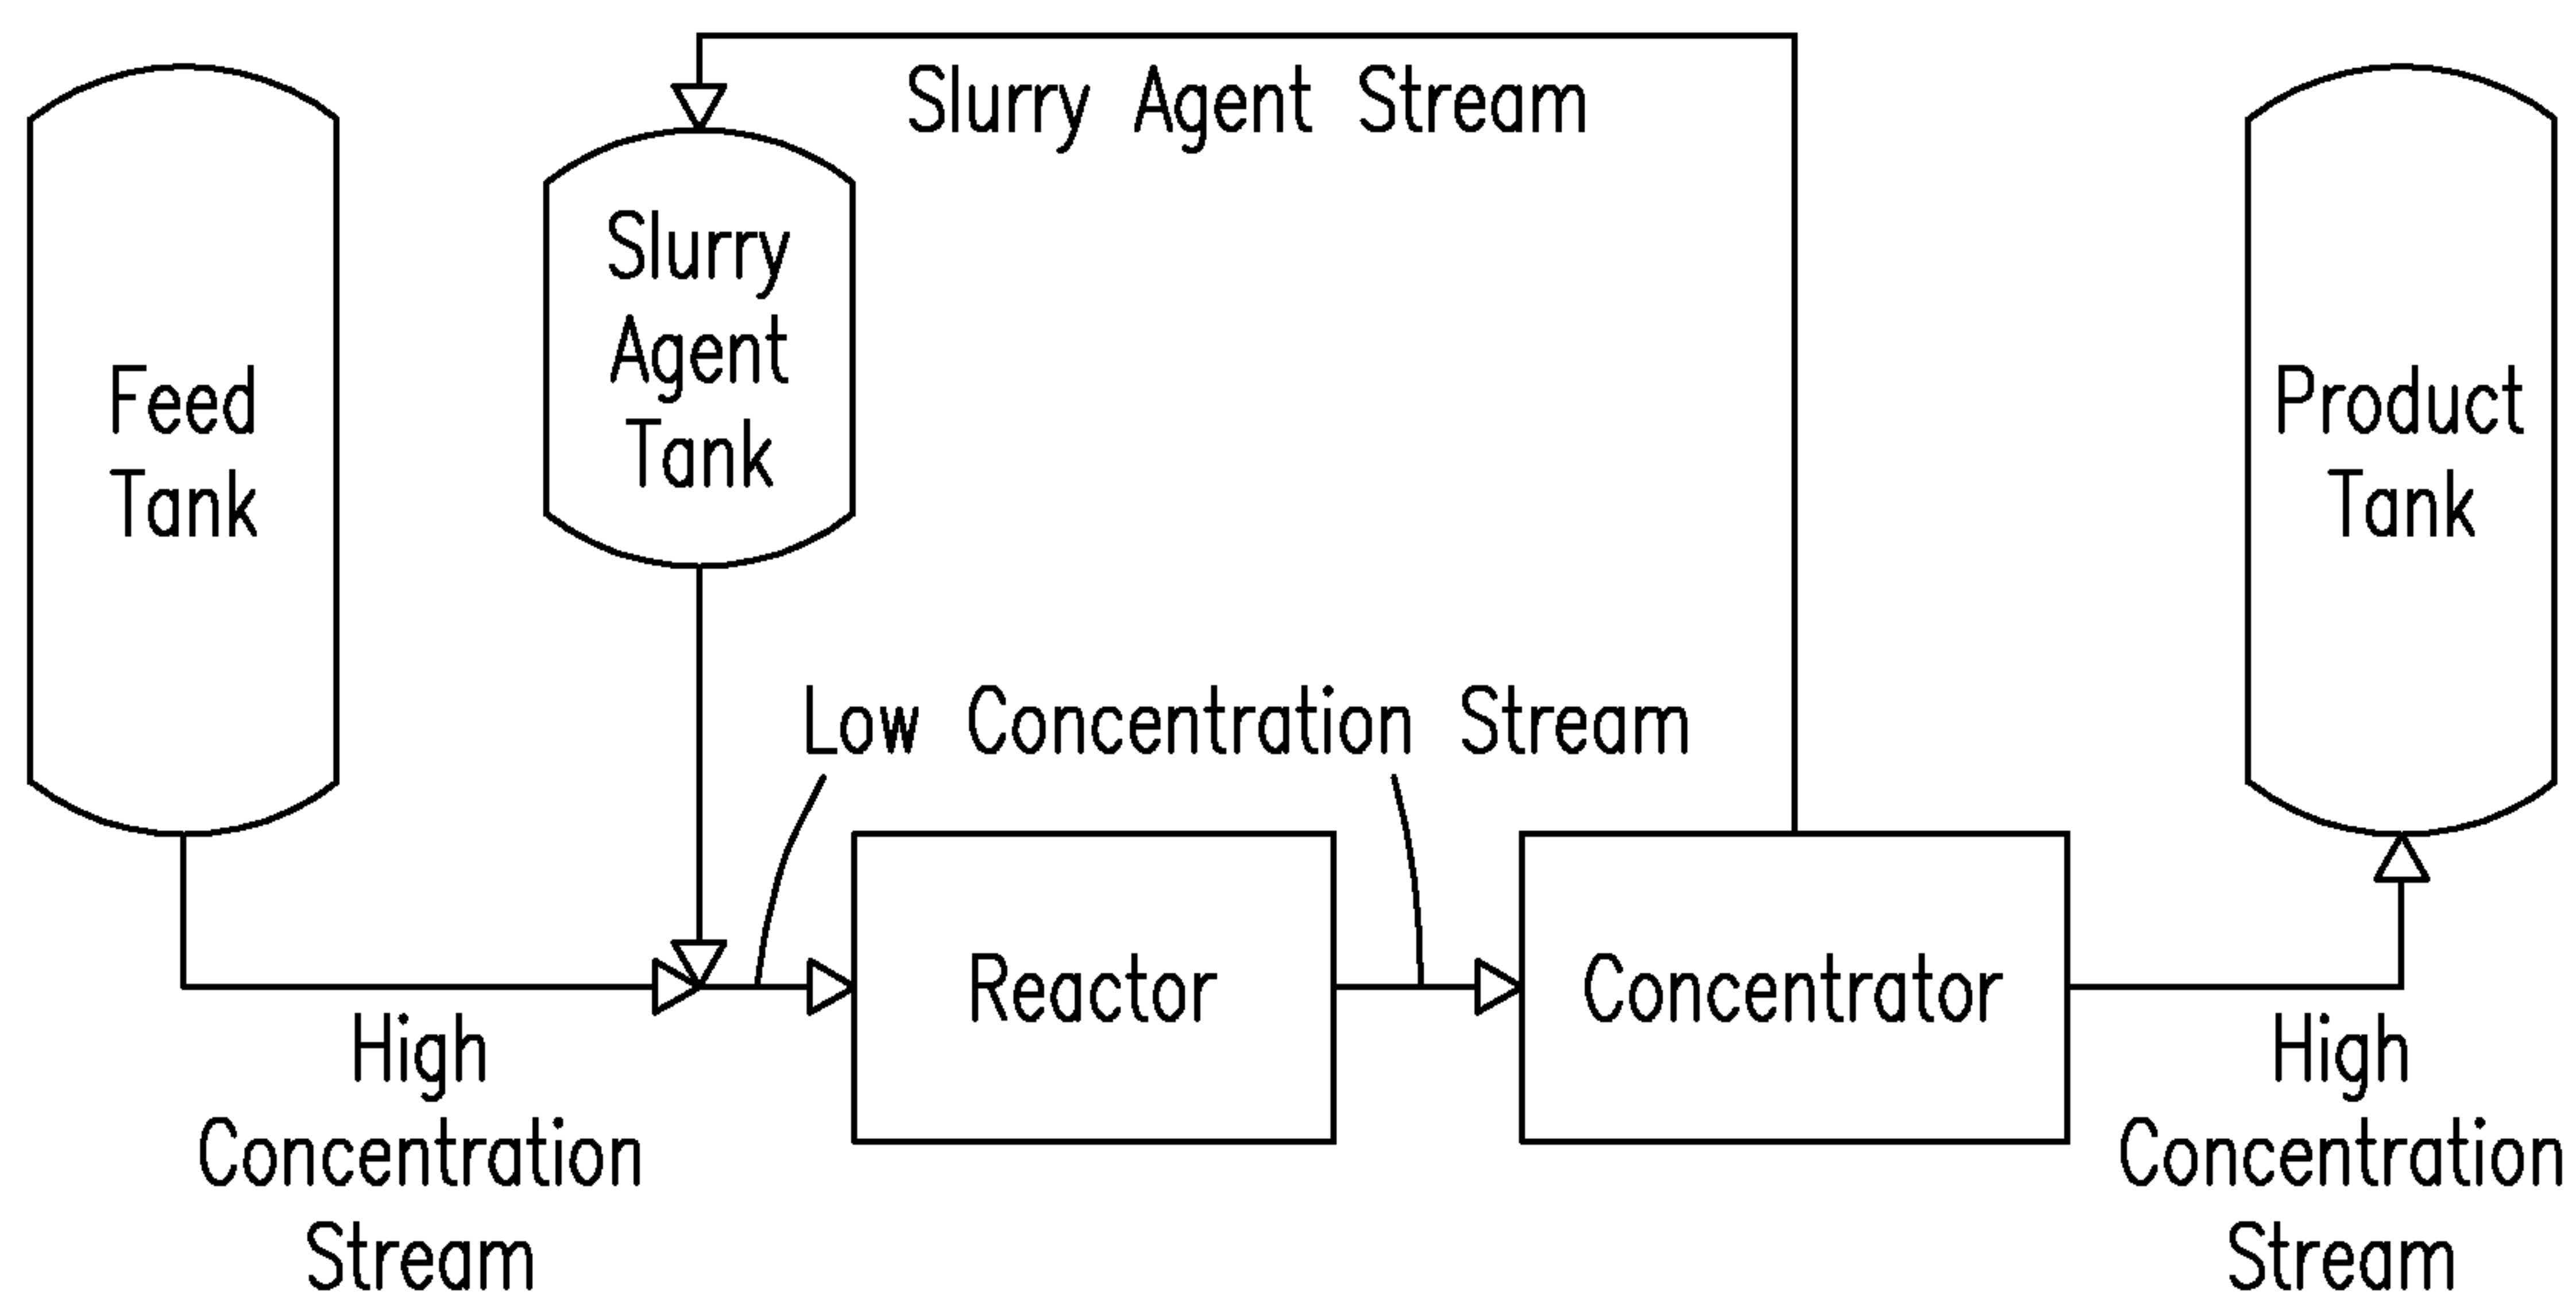 Slurry Agent Stream
Slurry
Agent
Tank
Feed
Tank
Product
Tank
Low Concentration Stream
Reactor
Concentrator
High
Concentration
Stream
High
Concentration
Stream